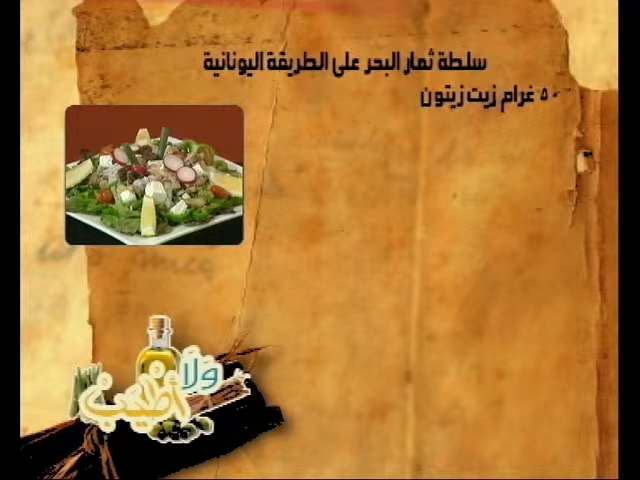 سلطة ثمار البحر على الطريقة اليونانية
٥٠ غرام زيت زيتون
ولا أطيب